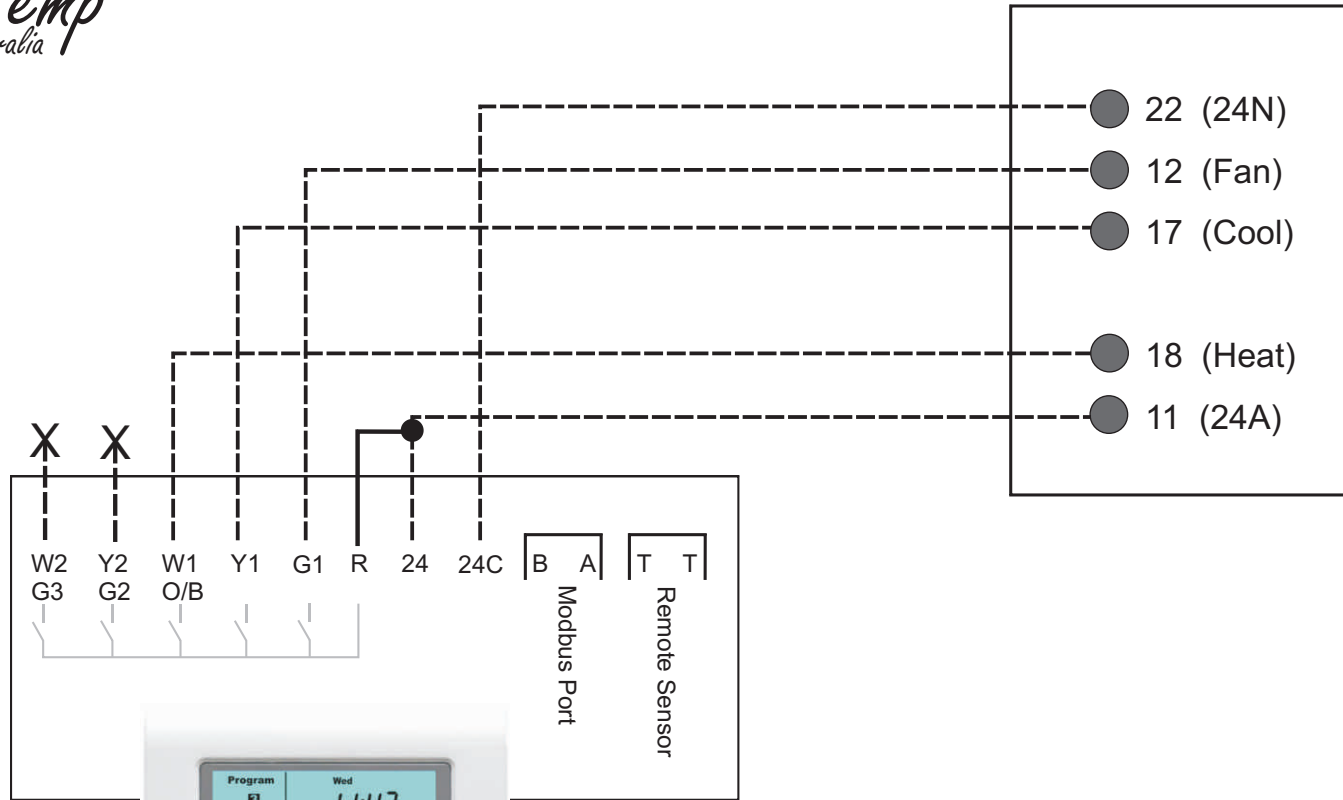 22 (24N)
12 (Fan)
17 (Cool)
18 (Heat)
11 (24A)
X X
W2 Y2 W1 Y1 G1 R 24 24C B A T T
G3 G2 O/B
Modbus Port
Remote Sensor
Program Wed